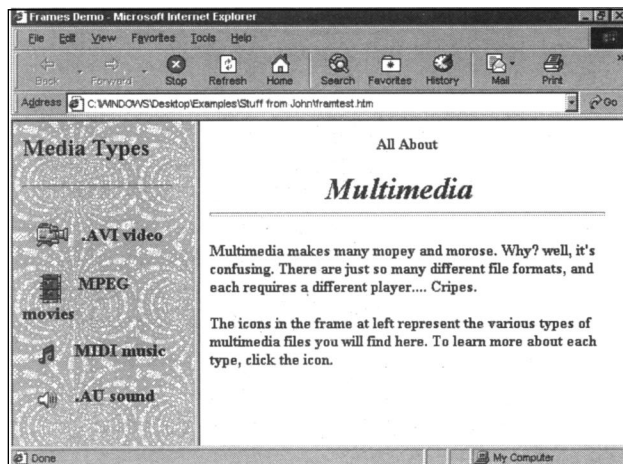 Frames Demo - Microsoft Internet Explorer
File Edit View Favorites Tools Help
Back Forward Stop Refresh Home Search Favorites History Mail Print »
Address C:\WINDOWS\Desktop\Examples\Stuff from John\framtest.htm Go
Media Types
.AVI video
MPEG
movies
MIDI music
.AU sound
All About
Multimedia
Multimedia makes many mopey and morose. Why? well, it's
confusing. There are just so many different file formats, and
each requires a different player.... Cripes.
The icons in the frame at left represent the various types of
multimedia files you will find here. To learn more about each
type, click the icon.
Done My Computer